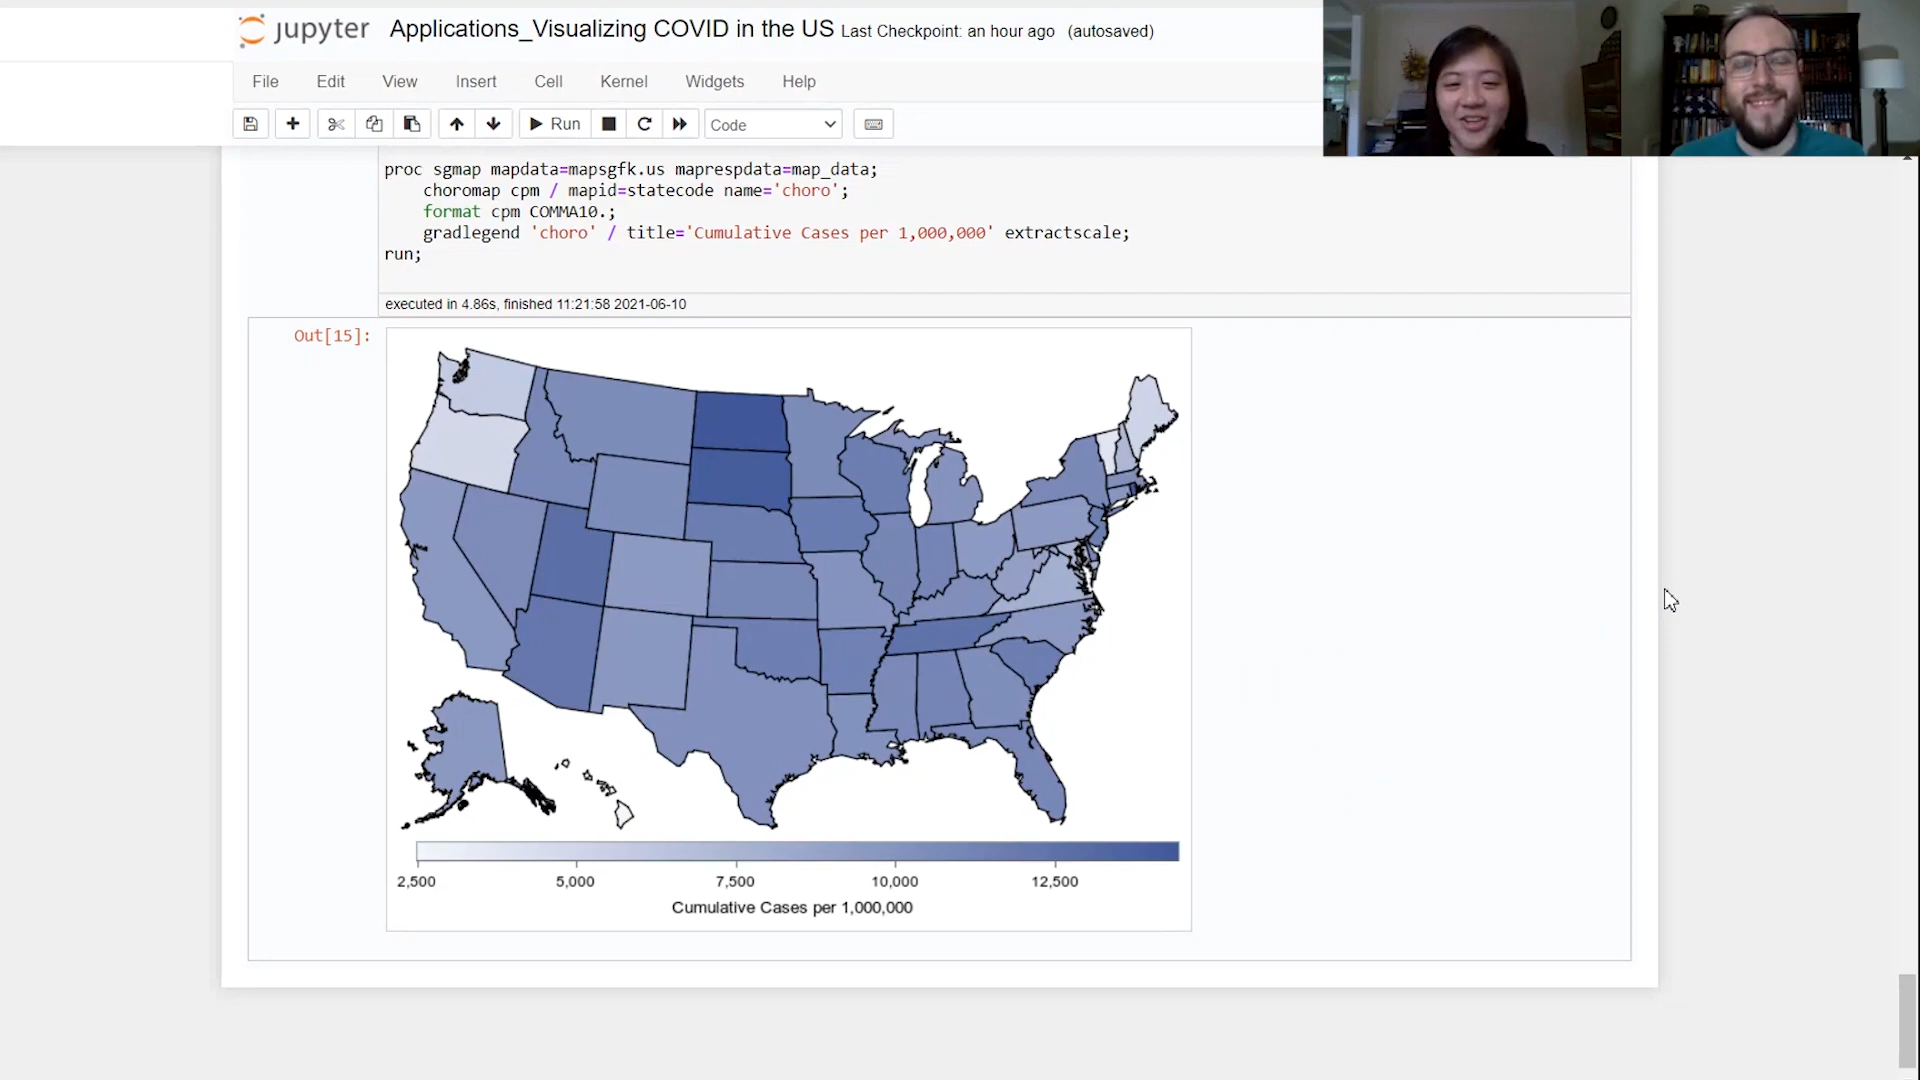 jupyter Applications_Visualizing COVID in the US Last Checkpoint: an hour ago (autosaved)
File Edit View Insert Cell Kernel Widgets Help
Run Code
proc sgmap mapdata=mapsgfk.us maprespdata=map_data;
choromap cpm / mapid=statecode name='choro';
format cpm COMMA10.;
gradlegend 'choro' / title='Cumulative Cases per 1,000,000' extractscale;
run;
executed in 4.86s, finished 11:21:58 2021-06-10
Out[15]:
2,500 5,000 7,500 10,000 12,500
Cumulative Cases per 1,000,000